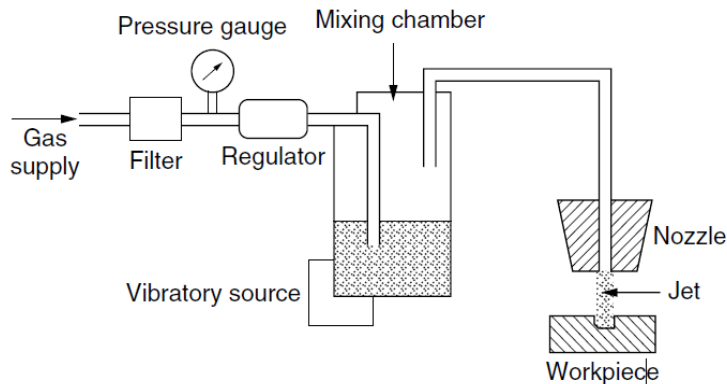 Mixing chamber
Pressure gauge
Gas
supply
Filter
Regulator
Nozzle
Vibratory source
Jet
Workpiece